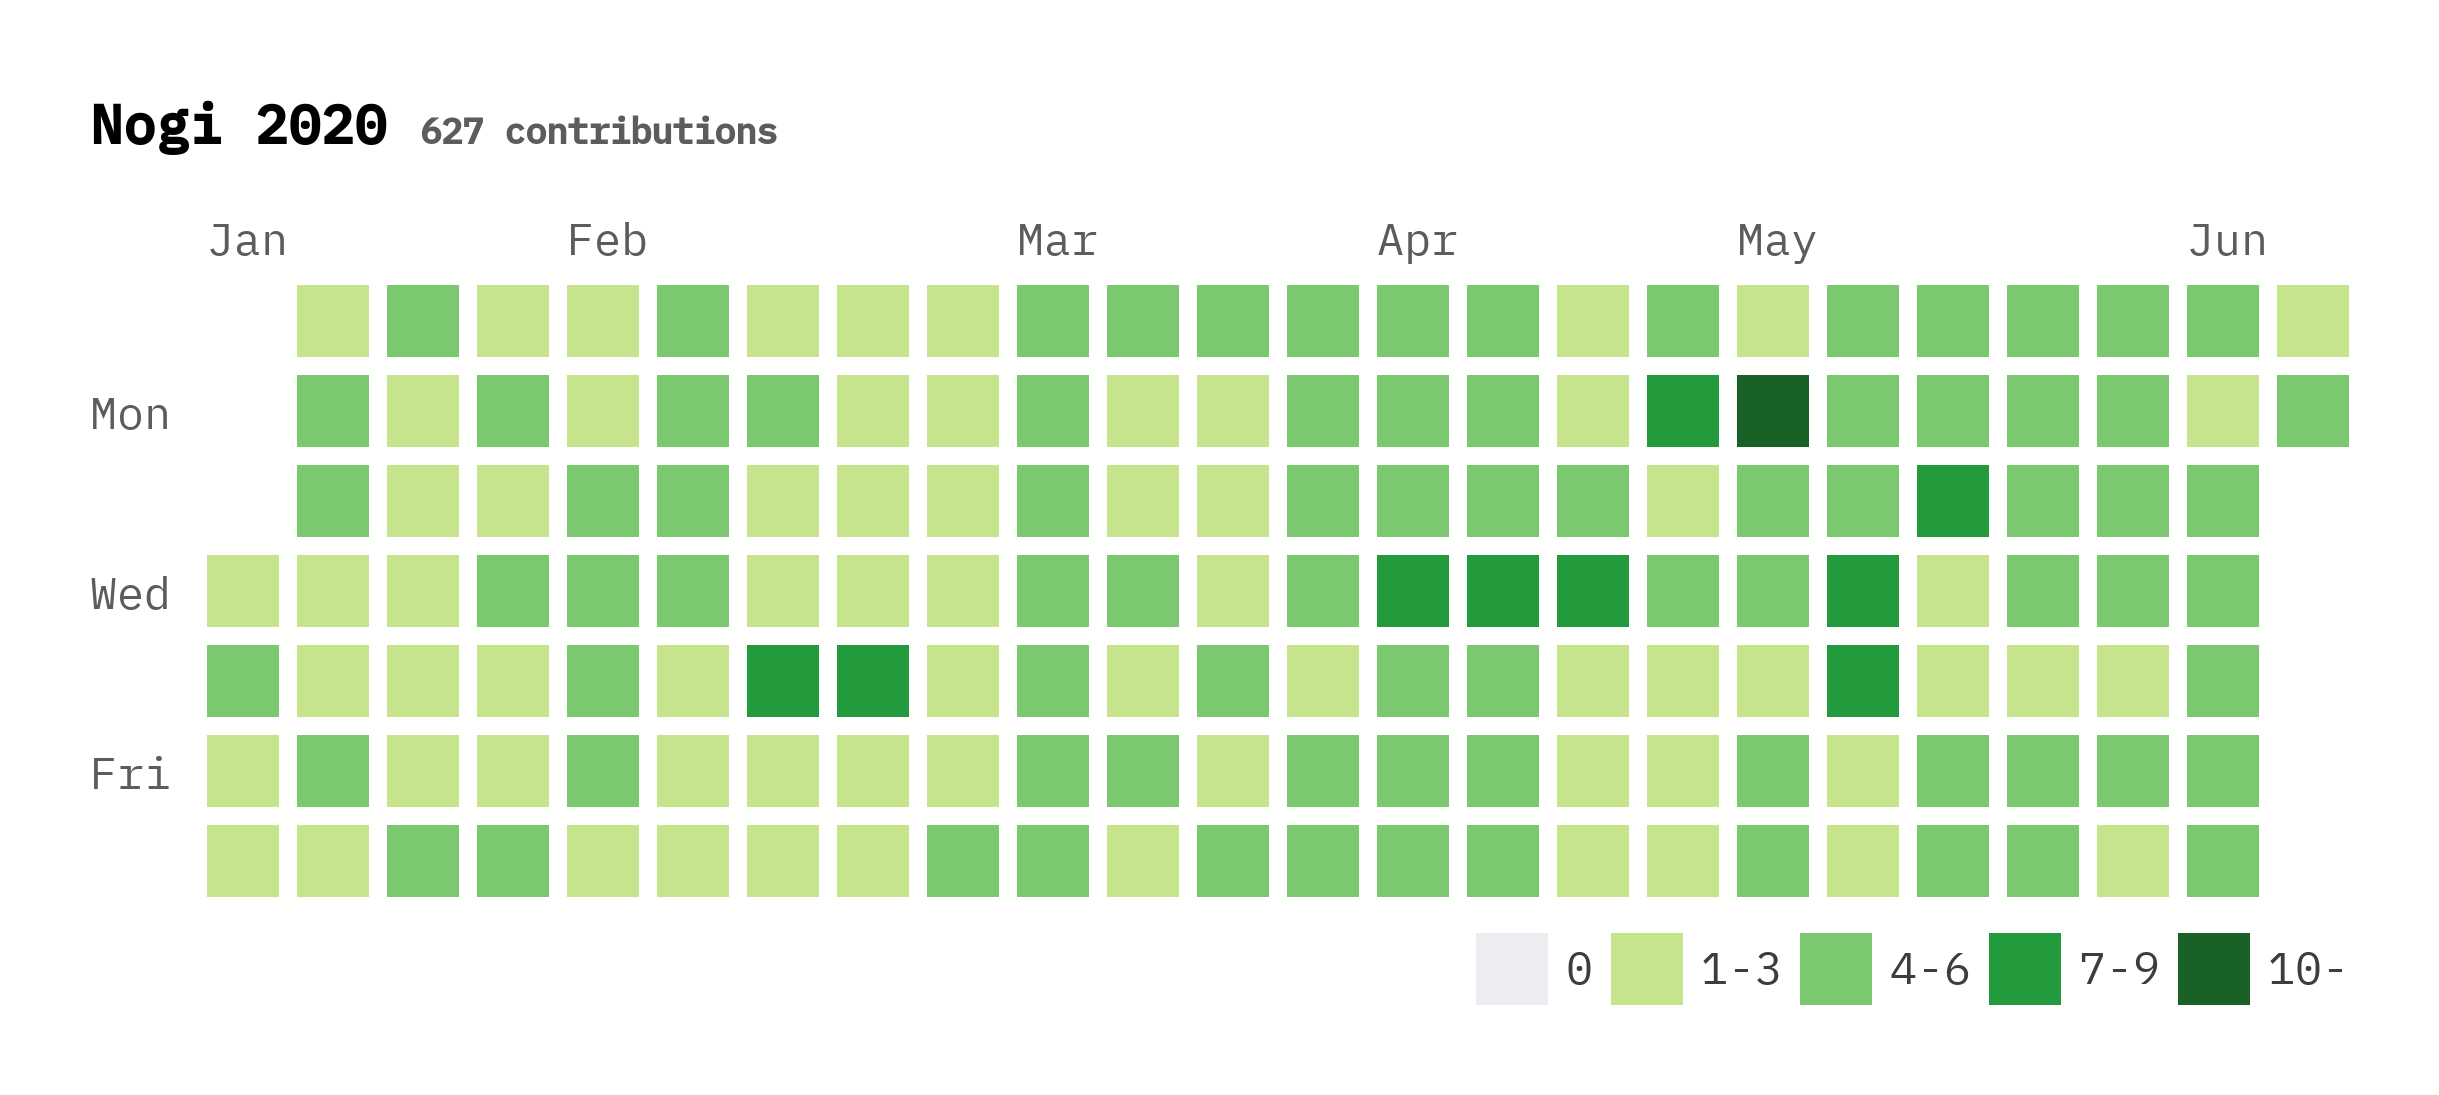 Nogi 2020 627 contributions
Jan Feb Mar Apr May Jun
Mon
Wed
Fri
0 1-3 4-6 7-9 10-